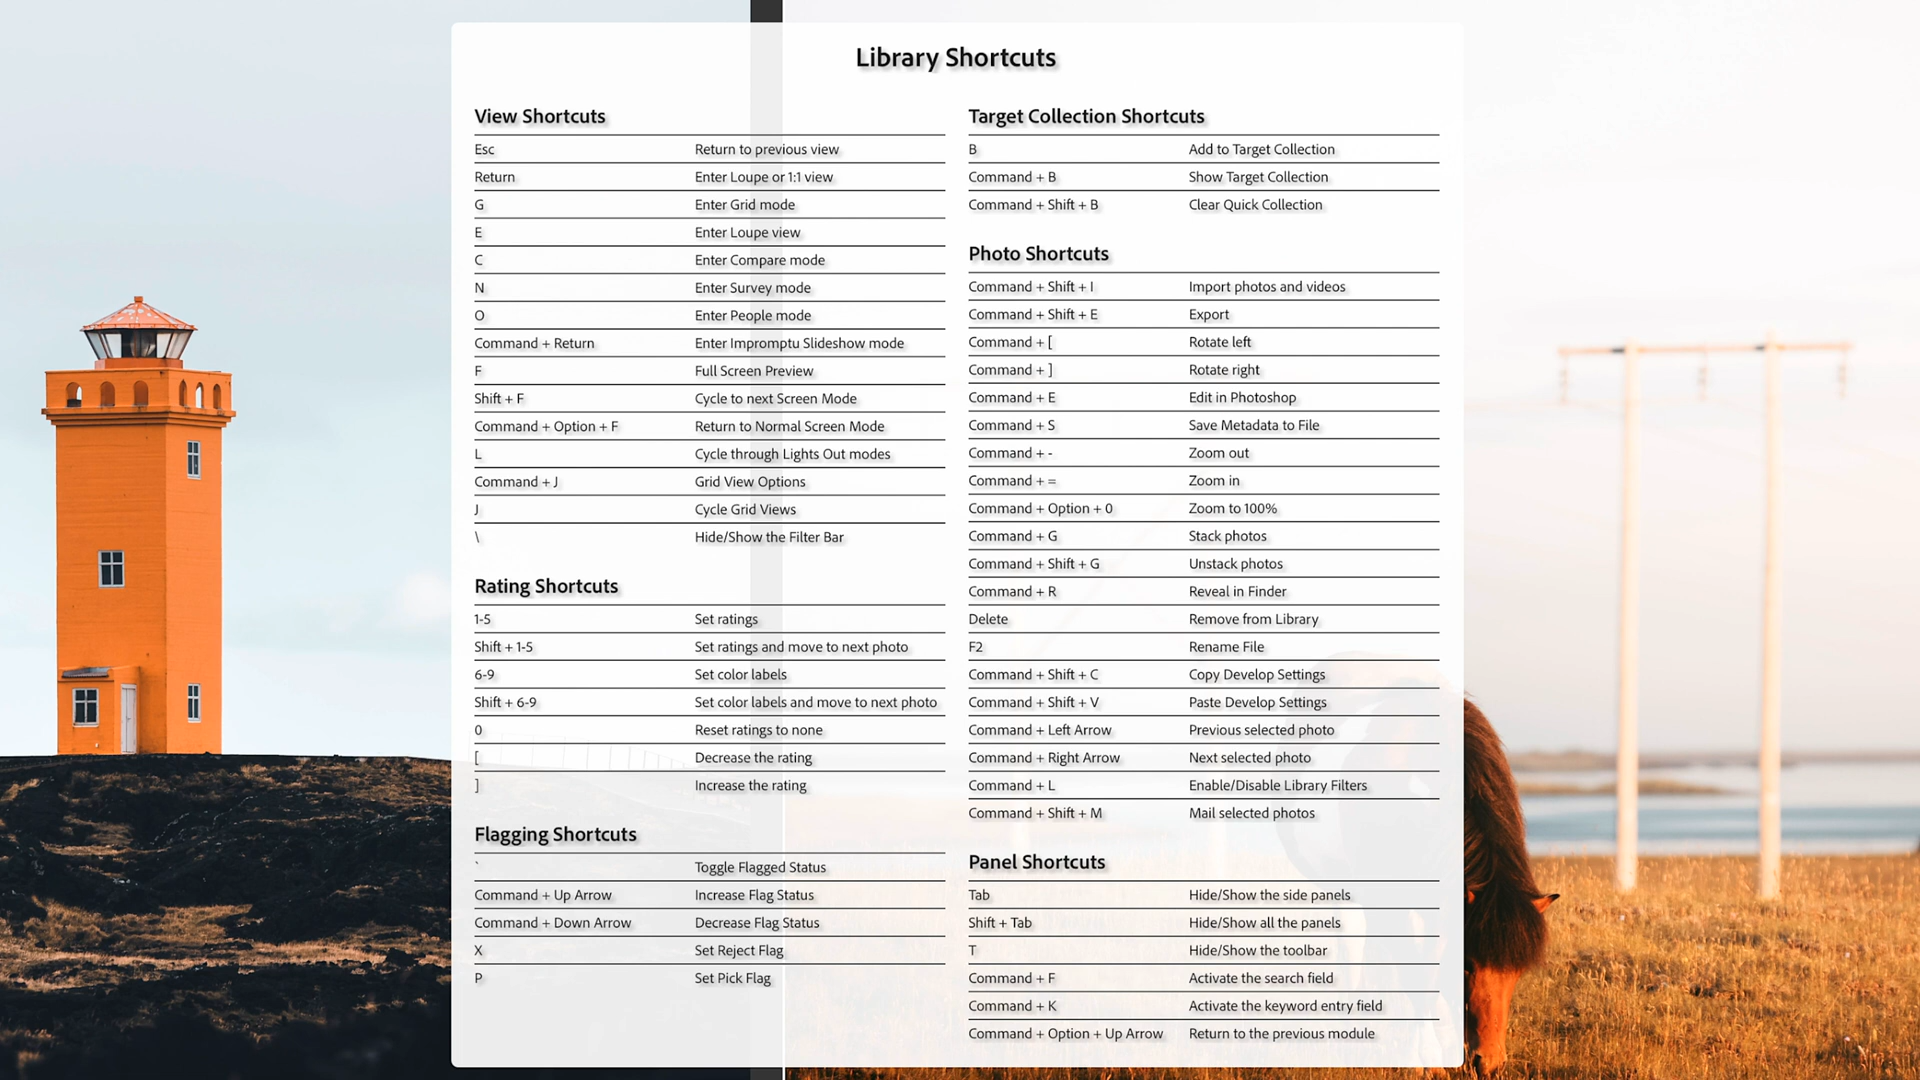 Library Shortcuts
View Shortcuts
Esc Return to previous view
Return Enter Loupe or 1:1 view
G Enter Grid mode
E Enter Loupe view
C Enter Compare mode
N Enter Survey mode
O Enter People mode
Command + Return Enter Impromptu Slideshow mode
F Full Screen Preview
Shift + F Cycle to next Screen Mode
Command + Option + F Return to Normal Screen Mode
L Cycle through Lights Out modes
Command + J Grid View Options
J Cycle Grid Views
\ Hide/Show the Filter Bar
Rating Shortcuts
1-5 Set ratings
Shift + 1-5 Set ratings and move to next photo
6-9 Set color labels
Shift + 6-9 Set color labels and move to next photo
0 Reset ratings to none
[ Decrease the rating
] Increase the rating
Flagging Shortcuts
` Toggle Flagged Status
Command + Up Arrow Increase Flag Status
Command + Down Arrow Decrease Flag Status
X Set Reject Flag
P Set Pick Flag
Target Collection Shortcuts
B Add to Target Collection
Command + B Show Target Collection
Command + Shift + B Clear Quick Collection
Photo Shortcuts
Command + Shift + I Import photos and videos
Command + Shift + E Export
Command + [ Rotate left
Command + ] Rotate right
Command + E Edit in Photoshop
Command + S Save Metadata to File
Command + - Zoom out
Command + = Zoom in
Command + Option + 0 Zoom to 100%
Command + G Stack photos
Command + Shift + G Unstack photos
Command + R Reveal in Finder
Delete Remove from Library
F2 Rename File
Command + Shift + C Copy Develop Settings
Command + Shift + V Paste Develop Settings
Command + Left Arrow Previous selected photo
Command + Right Arrow Next selected photo
Command + L Enable/Disable Library Filters
Command + Shift + M Mail selected photos
Panel Shortcuts
Tab Hide/Show the side panels
Shift + Tab Hide/Show all the panels
T Hide/Show the toolbar
Command + F Activate the search field
Command + K Activate the keyword entry field
Command + Option + Up Arrow Return to the previous module